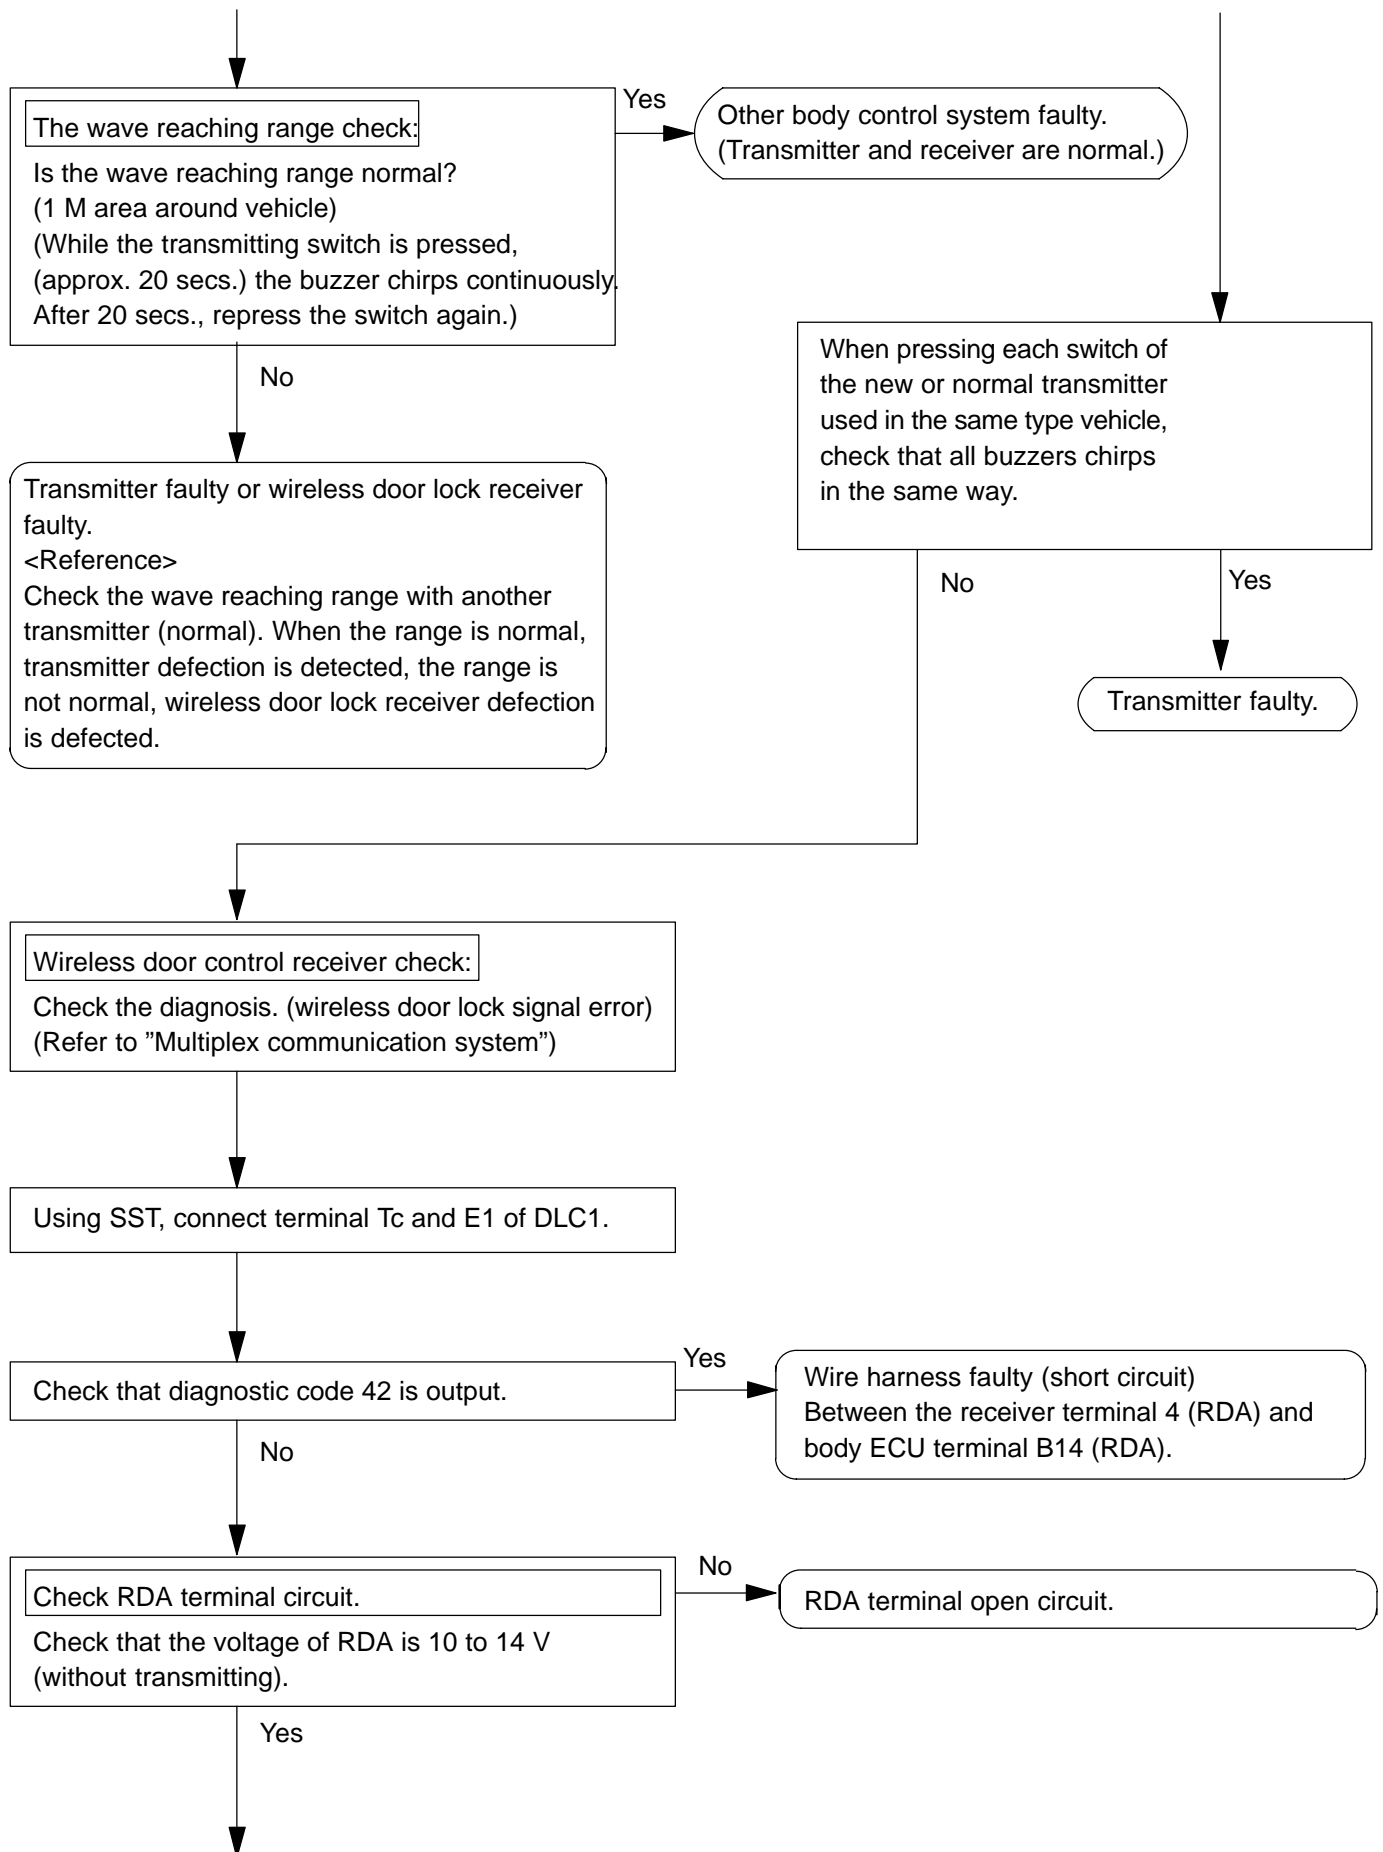 The wave reaching range check:
Is the wave reaching range normal?
(1 M area around vehicle)
(While the transmitting switch is pressed,
(approx. 20 secs.) the buzzer chirps continuously.
After 20 secs., repress the switch again.)
Yes
Other body control system faulty.
(Transmitter and receiver are normal.)
No
Transmitter faulty or wireless door lock receiver
faulty.
<Reference>
Check the wave reaching range with another
transmitter (normal). When the range is normal,
transmitter defection is detected, the range is
not normal, wireless door lock receiver defection
is defected.
When pressing each switch of
the new or normal transmitter
used in the same type vehicle,
check that all buzzers chirps
in the same way.
No
Yes
Transmitter faulty.
Wireless door control receiver check:
Check the diagnosis. (wireless door lock signal error)
(Refer to ”Multiplex communication system”)
Using SST, connect terminal Tc and E1 of DLC1.
Check that diagnostic code 42 is output.
Yes
Wire harness faulty (short circuit)
Between the receiver terminal 4 (RDA) and
body ECU terminal B14 (RDA).
No
Check RDA terminal circuit.
Check that the voltage of RDA is 10 to 14 V
(without transmitting).
No
RDA terminal open circuit.
Yes